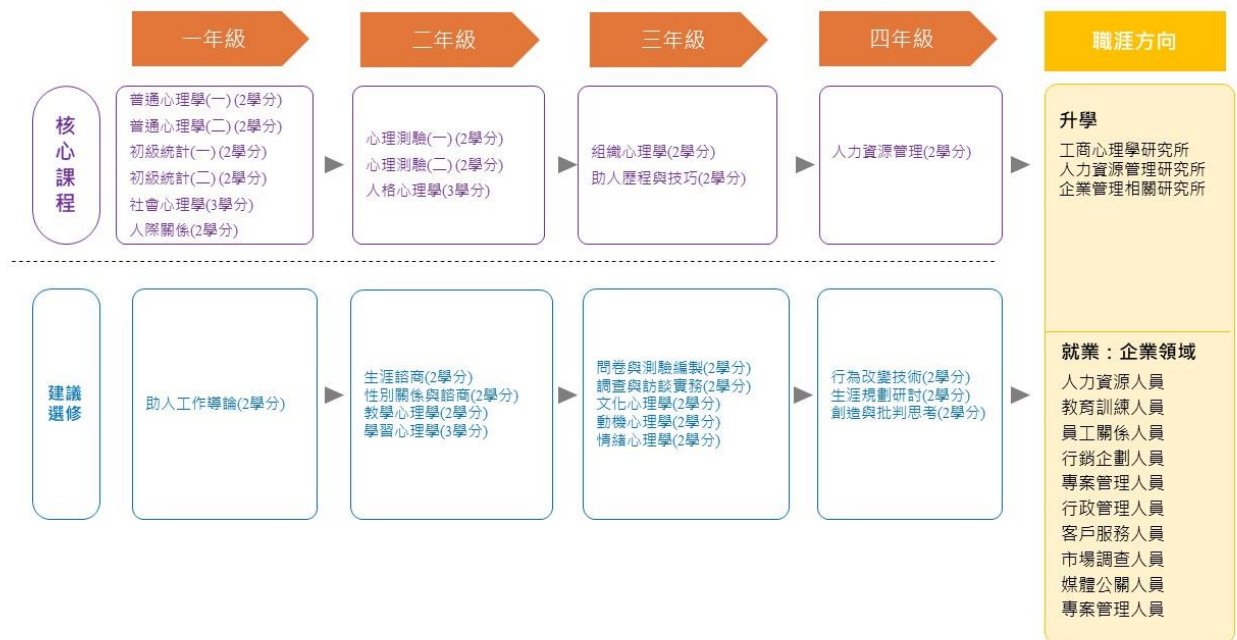 一年級
二年級
三年級
四年級
職涯方向
核心課程
普通心理學(一)(2學分)
普通心理學(二)(2學分)
初級統計(一)(2學分)
初級統計(二)(2學分)
社會心理學(3學分)
人際關係(2學分)
心理測驗(一)(2學分)
心理測驗(二)(2學分)
人格心理學(3學分)
組織心理學(2學分)
助人歷程與技巧(2學分)
人力資源管理(2學分)
升學
工商心理學研究所
人力資源管理研究所
企業管理相關研究所
建議
選修
助人工作導論(2學分)
生涯諮商(2學分)
性別關係與諮商(2學分)
教學心理學(2學分)
學習心理學(3學分)
問卷與測驗編製(2學分)
調查與訪談實務(2學分)
文化心理學(2學分)
動機心理學(2學分)
情緒心理學(2學分)
行為改變技術(2學分)
生涯規劃研討(2學分)
創造與批判思考(2學分)
就業：企業領域
人力資源人員
教育訓練人員
員工關係人員
行銷企劃人員
專案管理人員
行政管理人員
客戶服務人員
市場調查人員
媒體公關人員
專案管理人員